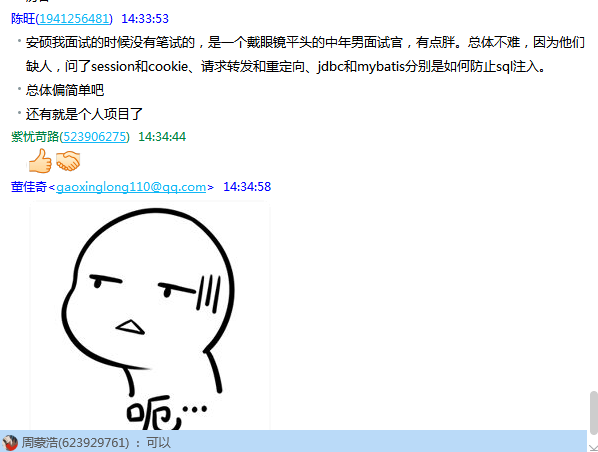 陈旺(1941256481) 14:33:53
安硕我面试的时候没有笔试的，是一个戴眼镜平头的中年男面试官，有点胖。总体不难，因为他们
缺人，问了session和cookie、请求转发和重定向、jdbc和mybatis分别是如何防止sql注入。
总体偏简单吧
还有就是个人项目了
紫忧苛路(523906275) 14:34:44
董佳奇<gaoxinglong110@qq.com> 14:34:58
呃,…
周蒙浩(623929761) : 可以